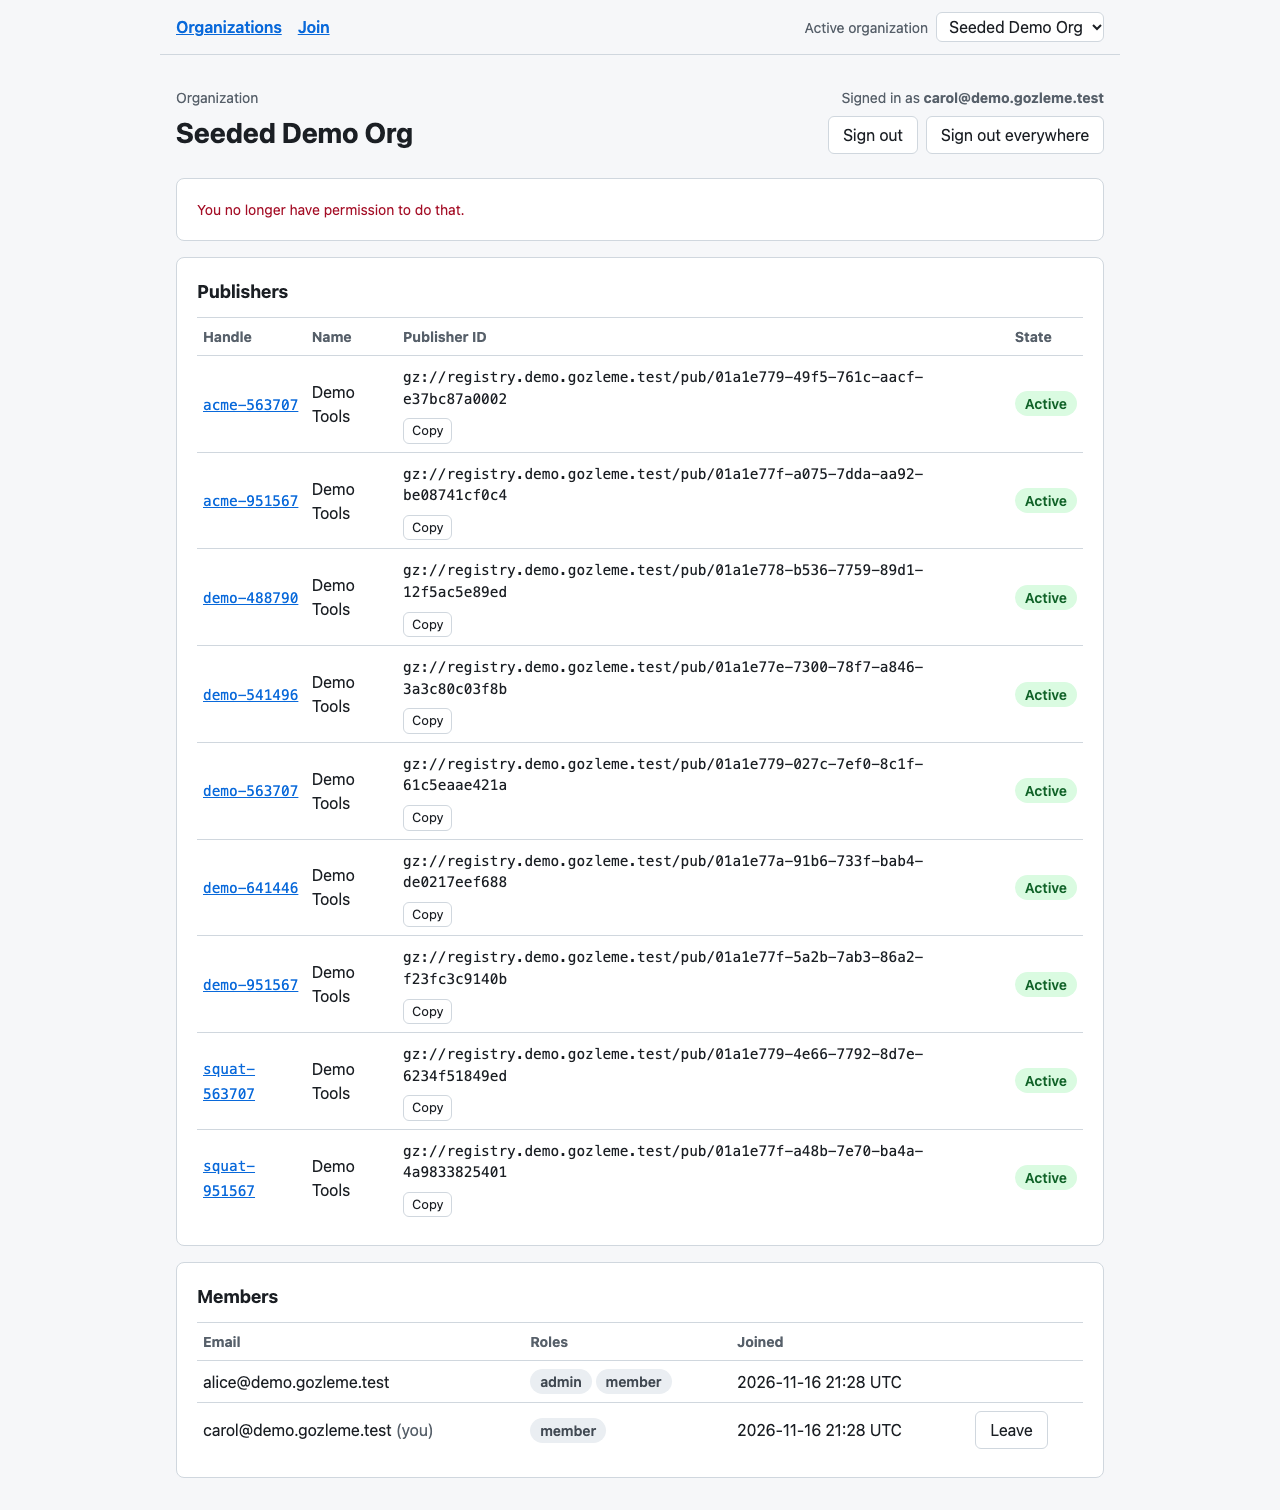 Organizations Join Active organization Seeded Demo Org
Organization
Signed in as carol@demo.gozleme.test
Seeded Demo Org
Sign out Sign out everywhere
You no longer have permission to do that.
Publishers
Handle Name Publisher ID State
acme-563707 Demo Tools gz://registry.demo.gozleme.test/pub/01a1e779-49f5-761c-aacf-
e37bc87a0002
Copy
Active
acme-951567 Demo Tools gz://registry.demo.gozleme.test/pub/01a1e77f-a075-7dda-aa92-
be08741cf0c4
Copy
Active
demo-488790 Demo Tools gz://registry.demo.gozleme.test/pub/01a1e778-b536-7759-89d1-
12f5ac5e89ed
Copy
Active
demo-541496 Demo Tools gz://registry.demo.gozleme.test/pub/01a1e77e-7300-78f7-a846-
3a3c80c03f8b
Copy
Active
demo-563707 Demo Tools gz://registry.demo.gozleme.test/pub/01a1e779-027c-7ef0-8c1f-
61c5eaae421a
Copy
Active
demo-641446 Demo Tools gz://registry.demo.gozleme.test/pub/01a1e77a-91b6-733f-bab4-
de0217eef688
Copy
Active
demo-951567 Demo Tools gz://registry.demo.gozleme.test/pub/01a1e77f-5a2b-7ab3-86a2-
f23fc3c9140b
Copy
Active
squat-
563707 Demo Tools gz://registry.demo.gozleme.test/pub/01a1e779-4e66-7792-8d7e-
6234f51849ed
Copy
Active
squat-
951567 Demo Tools gz://registry.demo.gozleme.test/pub/01a1e77f-a48b-7e70-ba4a-
4a9833825401
Copy
Active
Members
Email Roles Joined
alice@demo.gozleme.test admin member 2026-11-16 21:28 UTC
carol@demo.gozleme.test (you) member 2026-11-16 21:28 UTC Leave